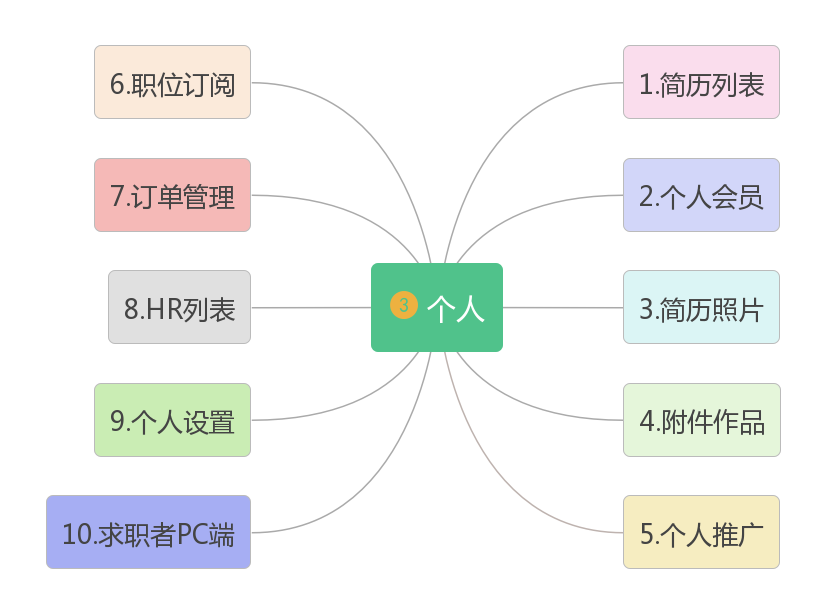 ③ 个人
1.简历列表
2.个人会员
3.简历照片
4.附件作品
5.个人推广
6.职位订阅
7.订单管理
8.HR列表
9.个人设置
10.求职者PC端